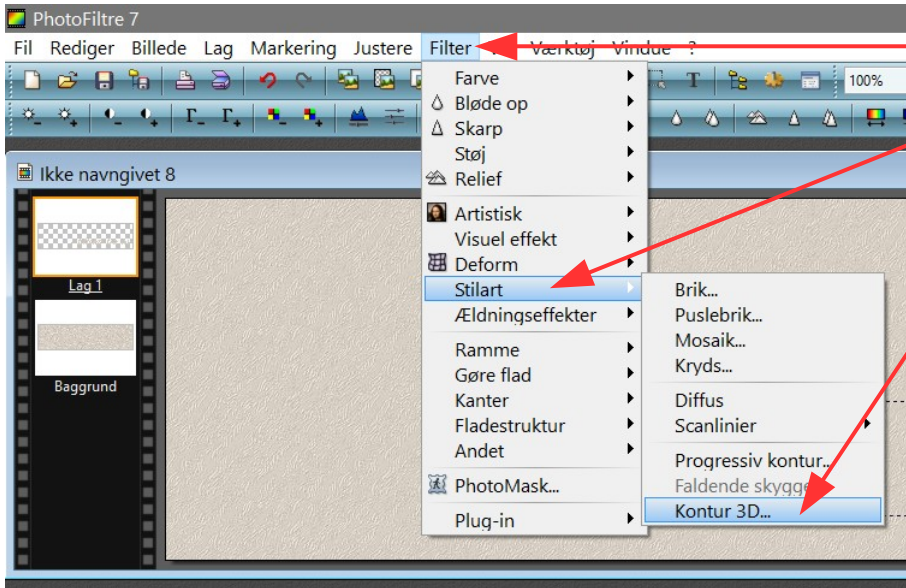 PhotoFiltre 7
Fil Rediger Billede Lag Markering Justere Filter Værktøj Vindue ?
T 100%
Γ- Γ+
Ikke navngivet 8
Lag 1
Baggrund
Farve
Bløde op
Skarp
Støj
Relief
Artistisk
Visuel effekt
Deform
Stilart
Ældningseffekter
Ramme
Gøre flad
Kanter
Fladestruktur
Andet
PhotoMask...
Plug-in
Brik...
Puslebrik...
Mosaik...
Kryds...
Diffus
Scanlinier
Progressiv kontur...
Faldende skygge
Kontur 3D...